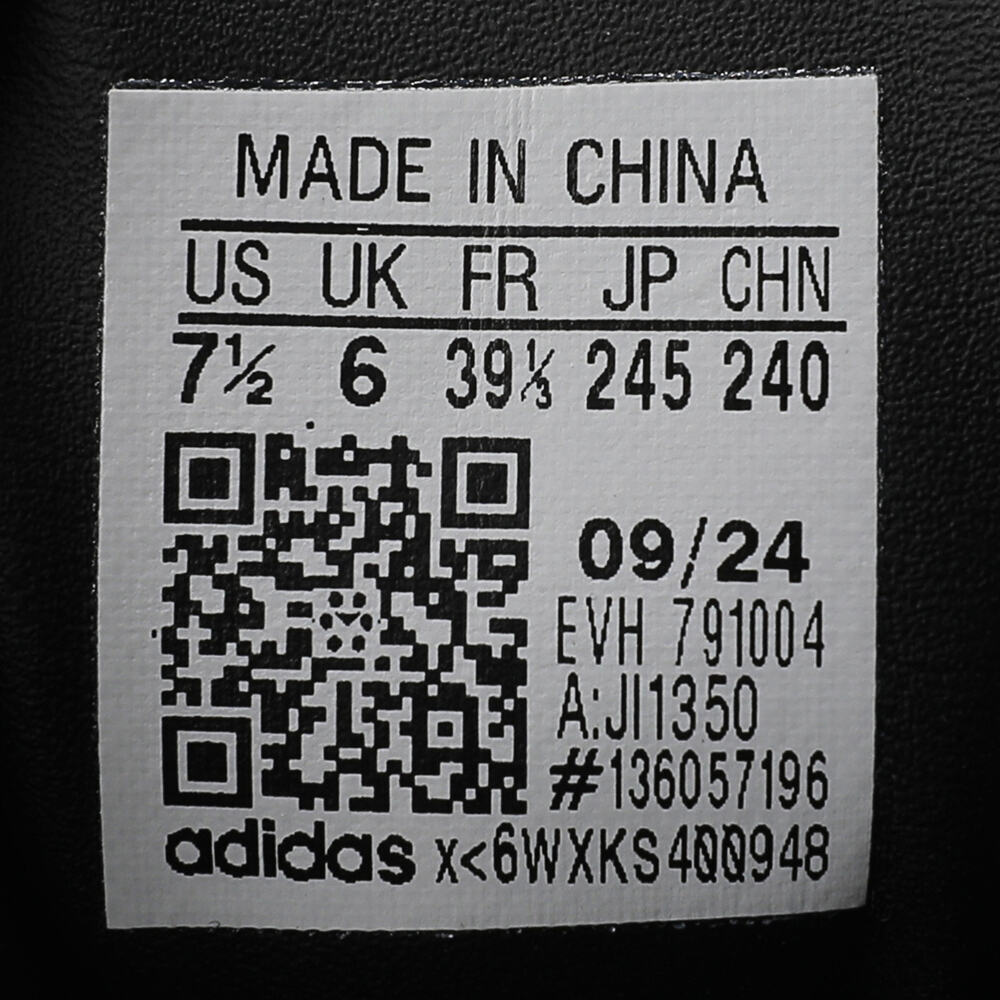 MADE IN CHINA
US UK FR JP CHN
7½ 6 39⅓ 245 240
09/24
EVH 791004
A:JI1350
#136057196
adidas X<6WXKS400948